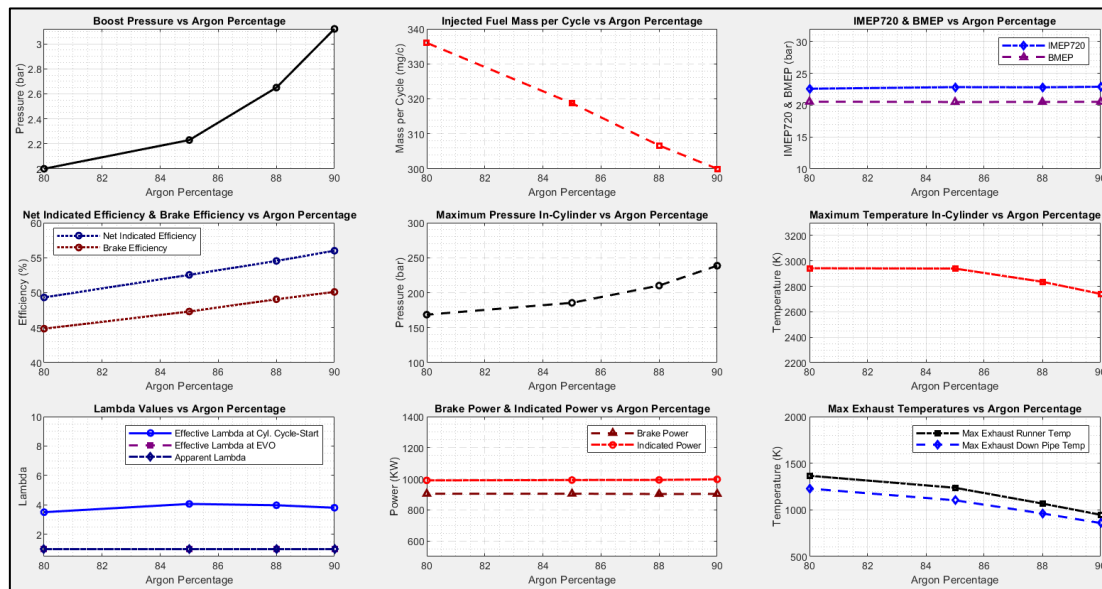 Boost Pressure vs Argon Percentage
Pressure (bar)
3
2.8
2.6
2.4
2.2
2
80 82 84 86 88 90
Argon Percentage
Injected Fuel Mass per Cycle vs Argon Percentage
Mass per Cycle (mg/c)
340
330
320
310
300
80 82 84 86 88 90
Argon Percentage
IMEP720 & BMEP vs Argon Percentage
IMEP720 & BMEP (bar)
30
25
20
15
10
IMEP720
BMEP
80 82 84 86 88 90
Argon Percentage
Net Indicated Efficiency & Brake Efficiency vs Argon Percentage
Efficiency (%)
60
55
50
45
40
Net Indicated Efficiency
Brake Efficiency
80 82 84 86 88 90
Argon Percentage
Maximum Pressure In-Cylinder vs Argon Percentage
Pressure (bar)
300
250
200
150
100
80 82 84 86 88 90
Argon Percentage
Maximum Temperature In-Cylinder vs Argon Percentage
Temperature (K)
3200
3000
2800
2600
2400
2200
80 82 84 86 88 90
Argon Percentage
Lambda Values vs Argon Percentage
Lambda
10
8
6
4
2
Effective Lambda at Cyl. Cycle-Start
Effective Lambda at EVO
Apparent Lambda
80 82 84 86 88 90
Argon Percentage
Brake Power & Indicated Power vs Argon Percentage
Power (KW)
1400
1200
1000
800
600
Brake Power
Indicated Power
80 82 84 86 88 90
Argon Percentage
Max Exhaust Temperatures vs Argon Percentage
Temperature (K)
2000
1500
1000
500
Max Exhaust Runner Temp
Max Exhaust Down Pipe Temp
80 82 84 86 88 90
Argon Percentage